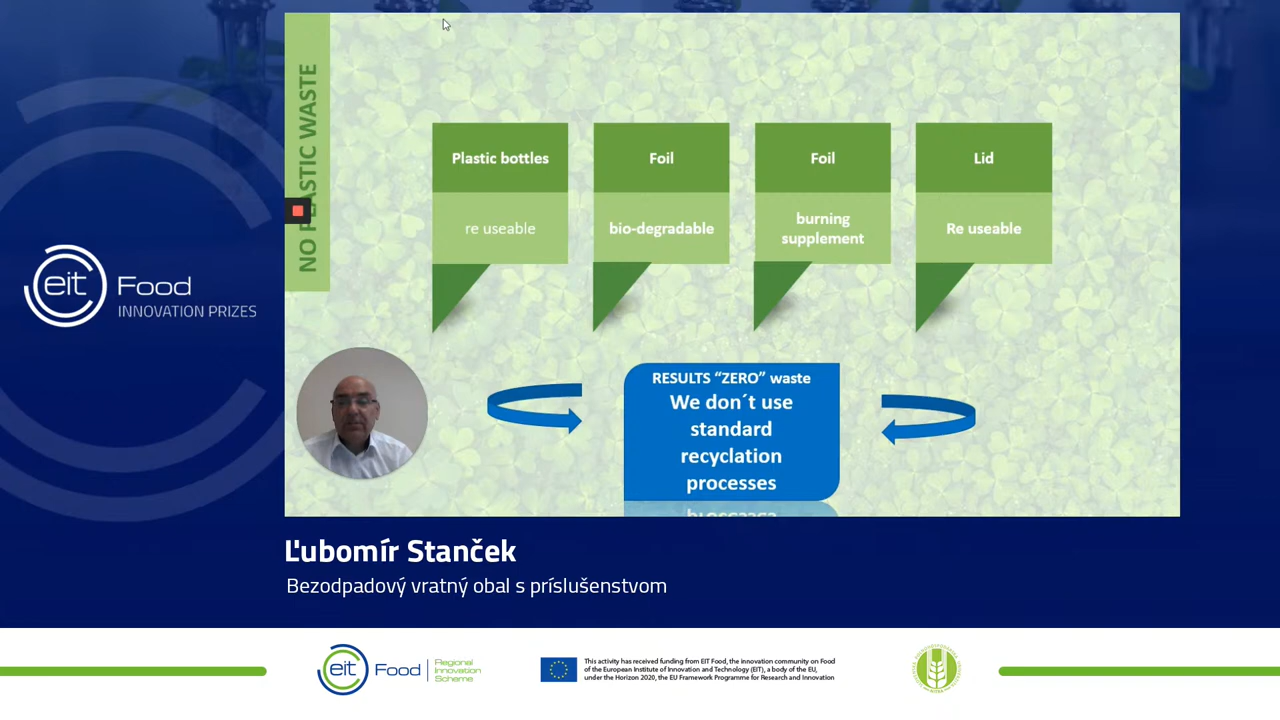 NO PLASTIC WASTE
Plastic bottles
Foil
Foil
Lid
re useable
bio-degradable
burning
supplement
Re useable
RESULTS “ZERO” waste
We don´t use
standard
recyclation
processes
eit Food
INNOVATION PRIZES
Ľubomír Stanček
Bezodpadový vratný obal s príslušenstvom
eit Food
Regional
Innovation
Scheme
This activity has received funding from EIT Food, the innovation community on Food
of the European Institute of Innovation and Technology (EIT), a body of the EU,
under the Horizon 2020, the EU Framework Programme for Research and Innovation